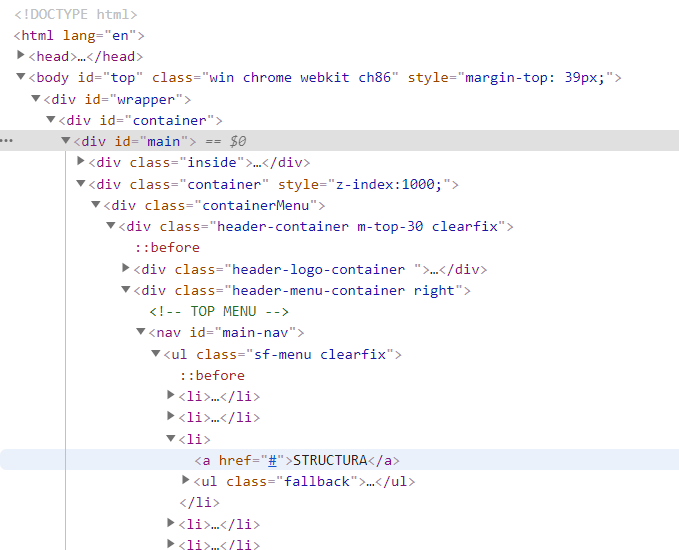 <!DOCTYPE html>
<html lang="en">
<head>…</head>
<body id="top" class="win chrome webkit ch86" style="margin-top: 39px;">
<div id="wrapper">
<div id="container">
… <div id="main"> == $0
<div class="inside">…</div>
<div class="container" style="z-index:1000;">
<div class="containerMenu">
<div class="header-container m-top-30 clearfix">
::before
<div class="header-logo-container ">…</div>
<div class="header-menu-container right">
<!-- TOP MENU -->
<nav id="main-nav">
<ul class="sf-menu clearfix">
::before
<li>…</li>
<li>…</li>
<li>
<a href="#">STRUCTURA</a>
<ul class="fallback">…</ul>
</li>
<li>…</li>
<li>…</li>